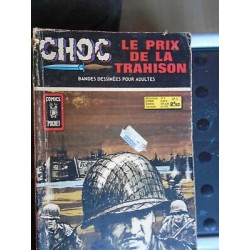 CHOC
LE PRIX
DE LA
TRAHISON
BANDES DESSINÉES POUR ADULTES
COMICS
POCKET